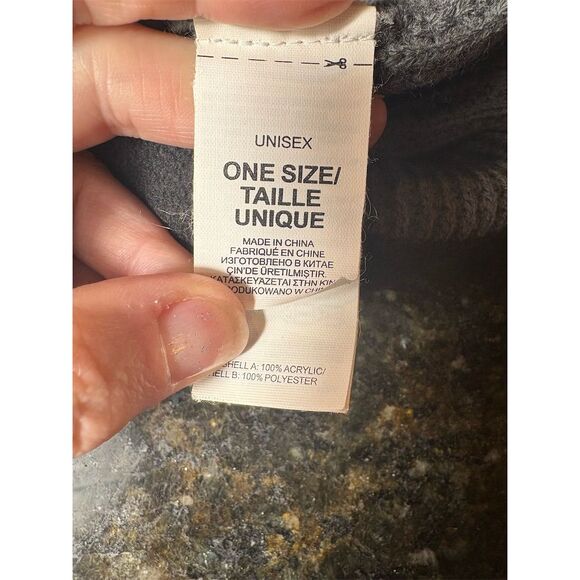 UNISEX
ONE SIZE/
TAILLE
UNIQUE
MADE IN CHINA
FABRIQUÉ EN CHINE
ИЗГОТОВЛЕНО В КИТАЕ
ÇİN'DE ÜRETİLMİŞTİR.
ΚΑΤΑΣΚΕΥΑΖΕΤΑΙ ΣΤΗΝ
W
SHELL A: 100% ACRYLIC/
B: 100% POLYESTER